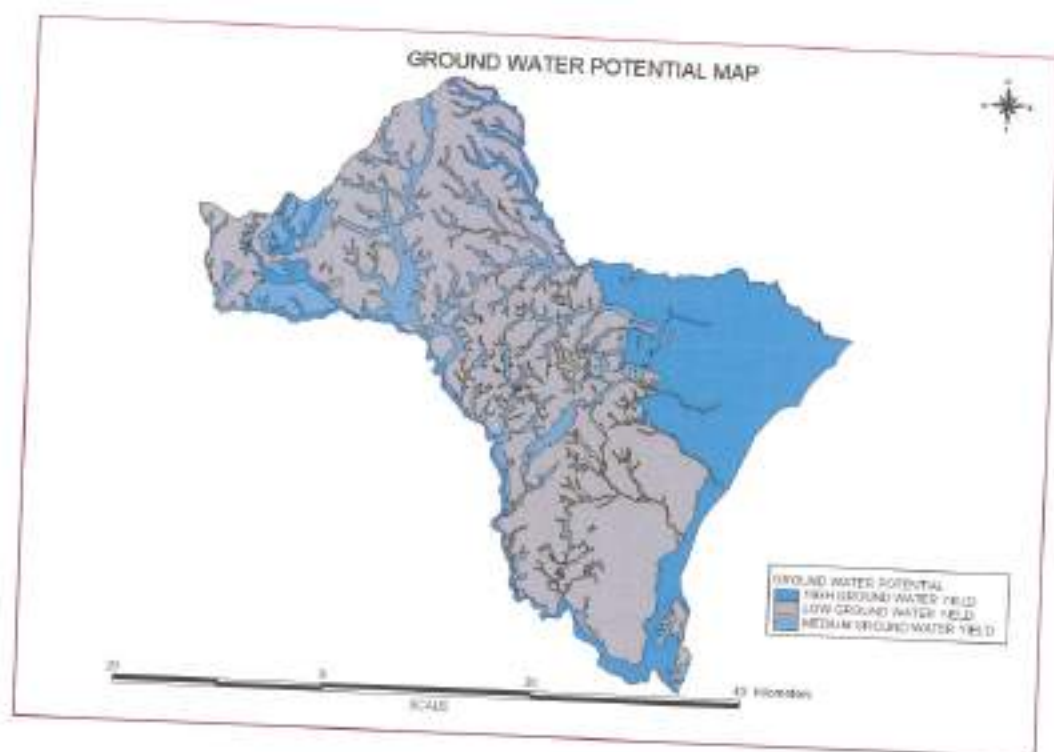 GROUND WATER POTENTIAL MAP
GROUND WATER POTENTIAL
HIGH GROUND WATER YIELD
LOW GROUND WATER YIELD
MEDIUM GROUND WATER YIELD
20 0 20 40 Kilometers
SCALE